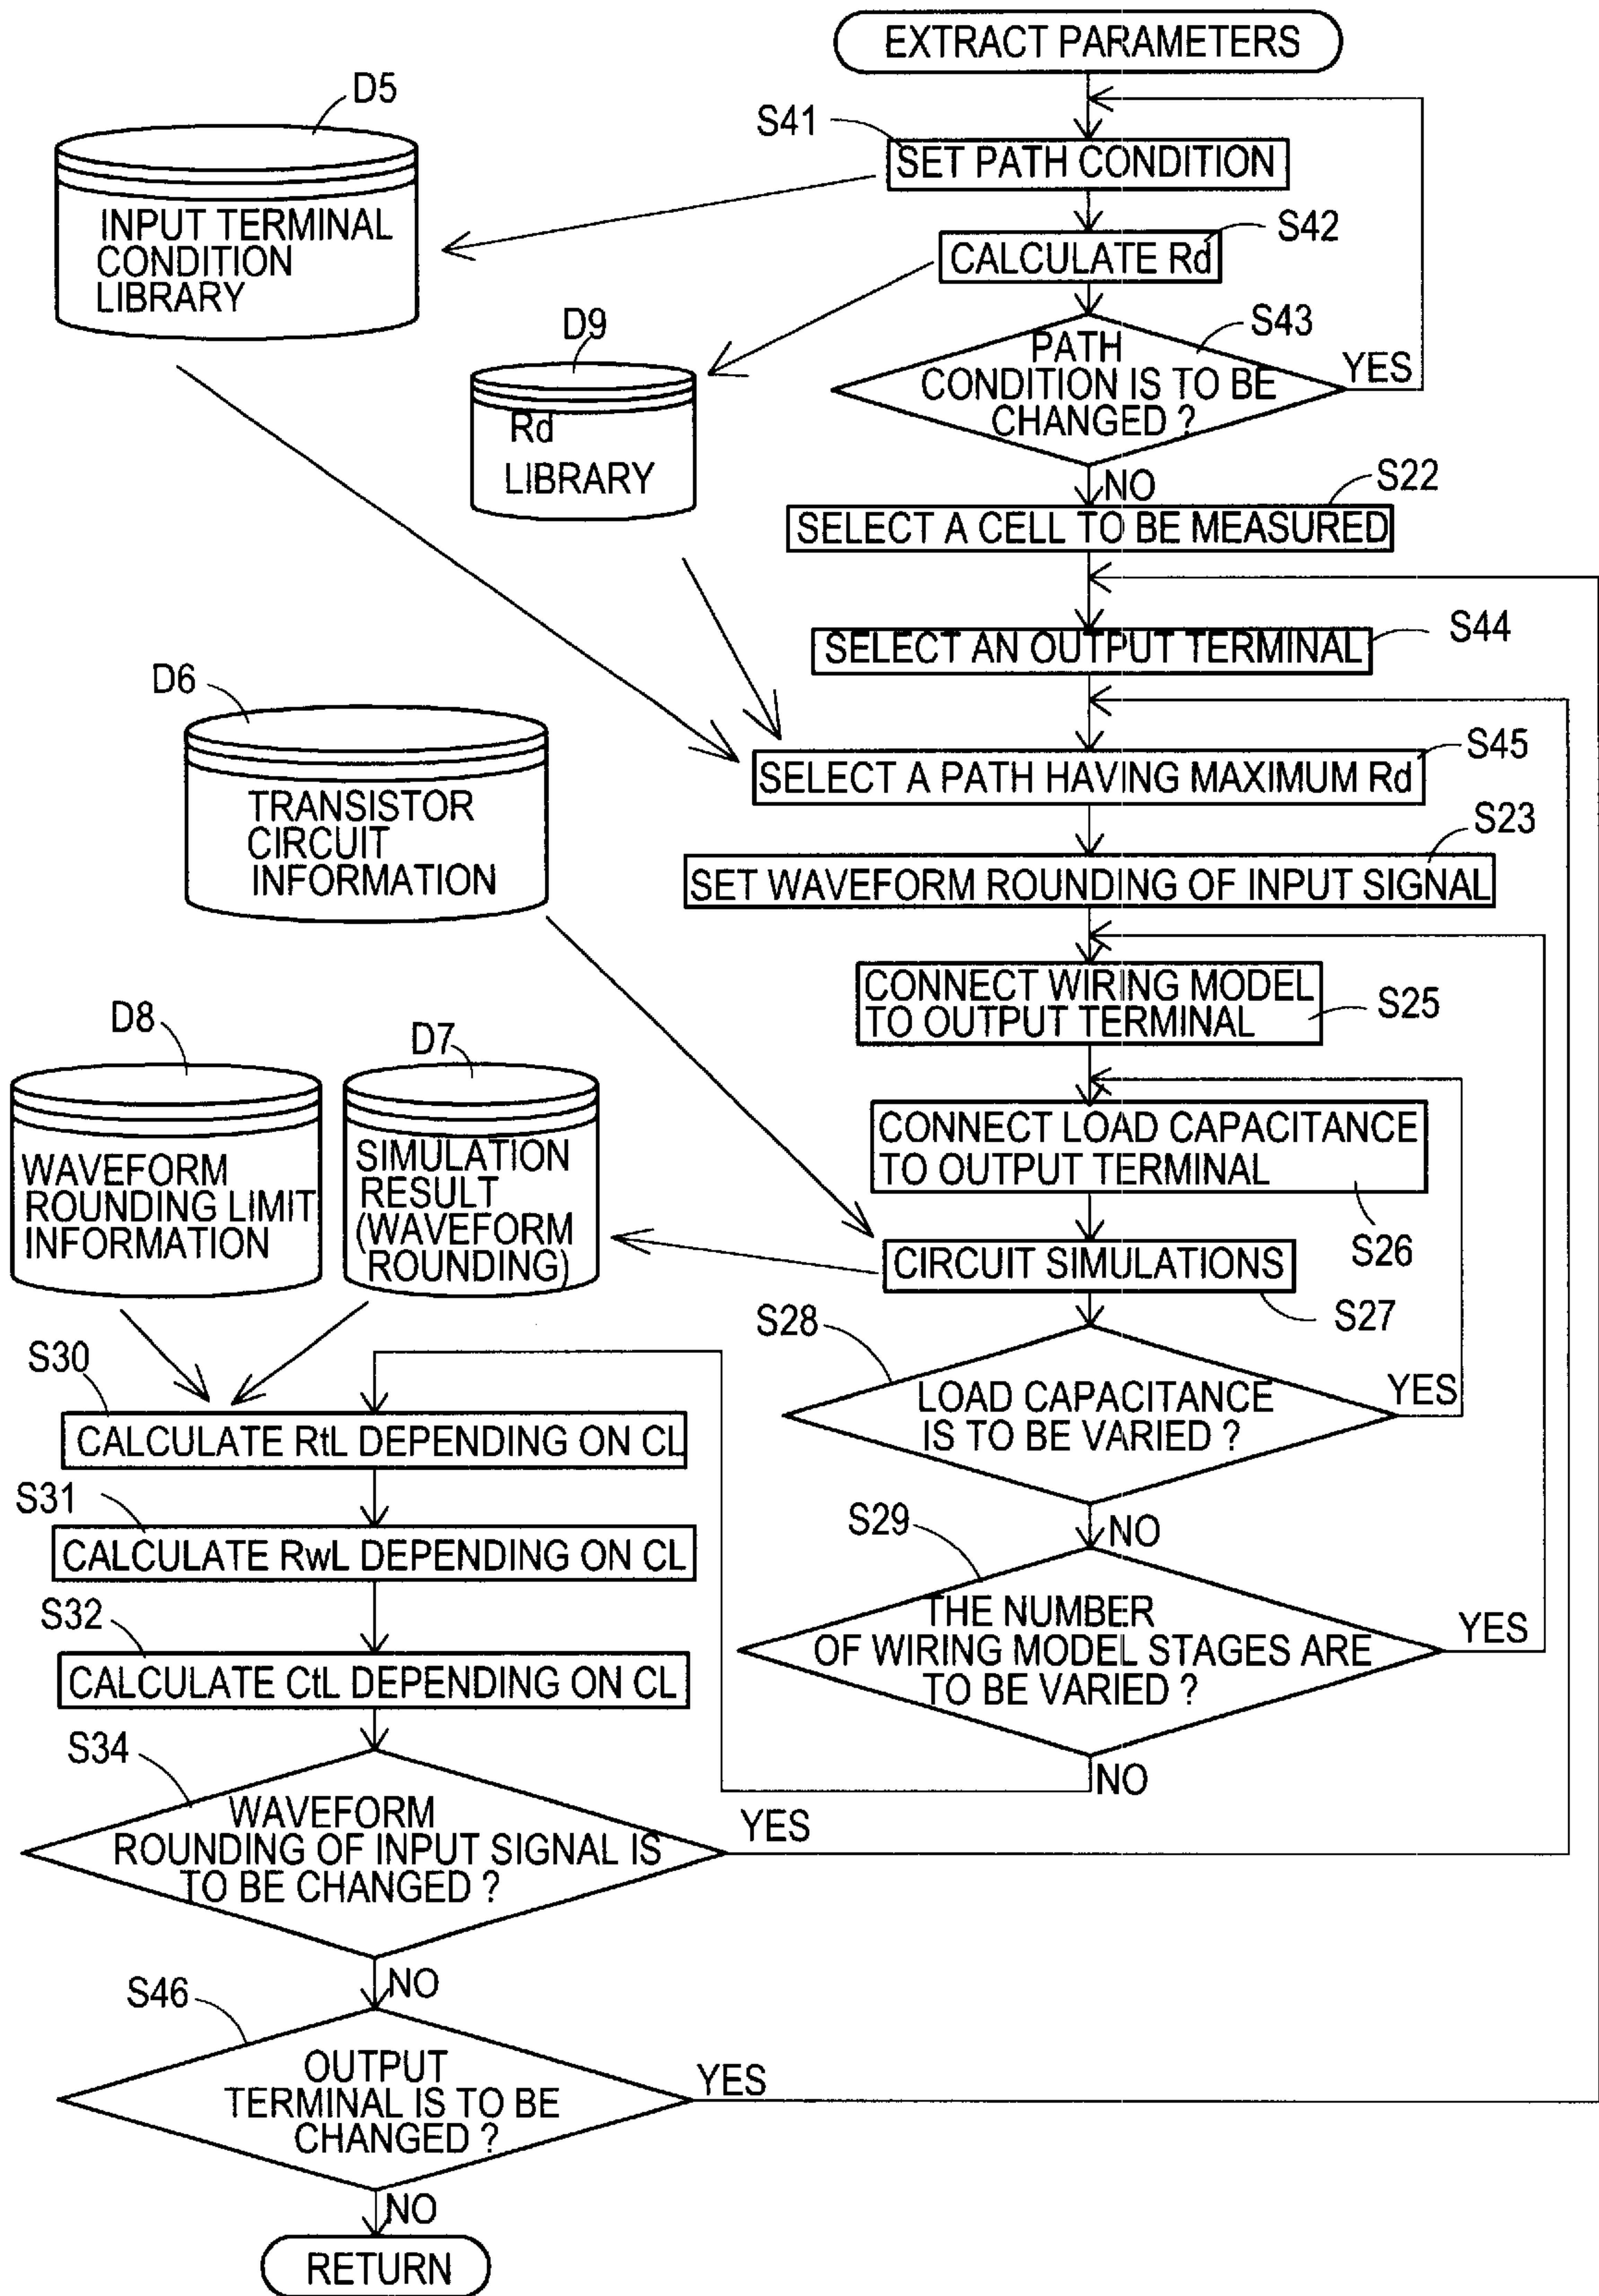 EXTRACT PARAMETERS
D5
S41
SET PATH CONDITION
INPUT TERMINAL
CONDITION
LIBRARY
S42
CALCULATE Rd
D9
Rd
LIBRARY
S43
PATH
CONDITION IS TO BE
CHANGED ?
YES
NO
S22
SELECT A CELL TO BE MEASURED
S44
SELECT AN OUTPUT TERMINAL
D6
TRANSISTOR
CIRCUIT
INFORMATION
S45
SELECT A PATH HAVING MAXIMUM Rd
S23
SET WAVEFORM ROUNDING OF INPUT SIGNAL
CONNECT WIRING MODEL
TO OUTPUT TERMINAL
S25
D8
D7
WAVEFORM
ROUNDING LIMIT
INFORMATION
SIMULATION
RESULT
(WAVEFORM
ROUNDING)
CONNECT LOAD CAPACITANCE
TO OUTPUT TERMINAL
S26
CIRCUIT SIMULATIONS
S27
S28
LOAD CAPACITANCE
IS TO BE VARIED ?
YES
NO
S29
THE NUMBER
OF WIRING MODEL STAGES ARE
TO BE VARIED ?
YES
NO
S30
CALCULATE RtL DEPENDING ON CL
S31
CALCULATE RwL DEPENDING ON CL
S32
CALCULATE CtL DEPENDING ON CL
S34
WAVEFORM
ROUNDING OF INPUT SIGNAL IS
TO BE CHANGED ?
YES
NO
S46
OUTPUT
TERMINAL IS TO BE
CHANGED ?
YES
NO
RETURN